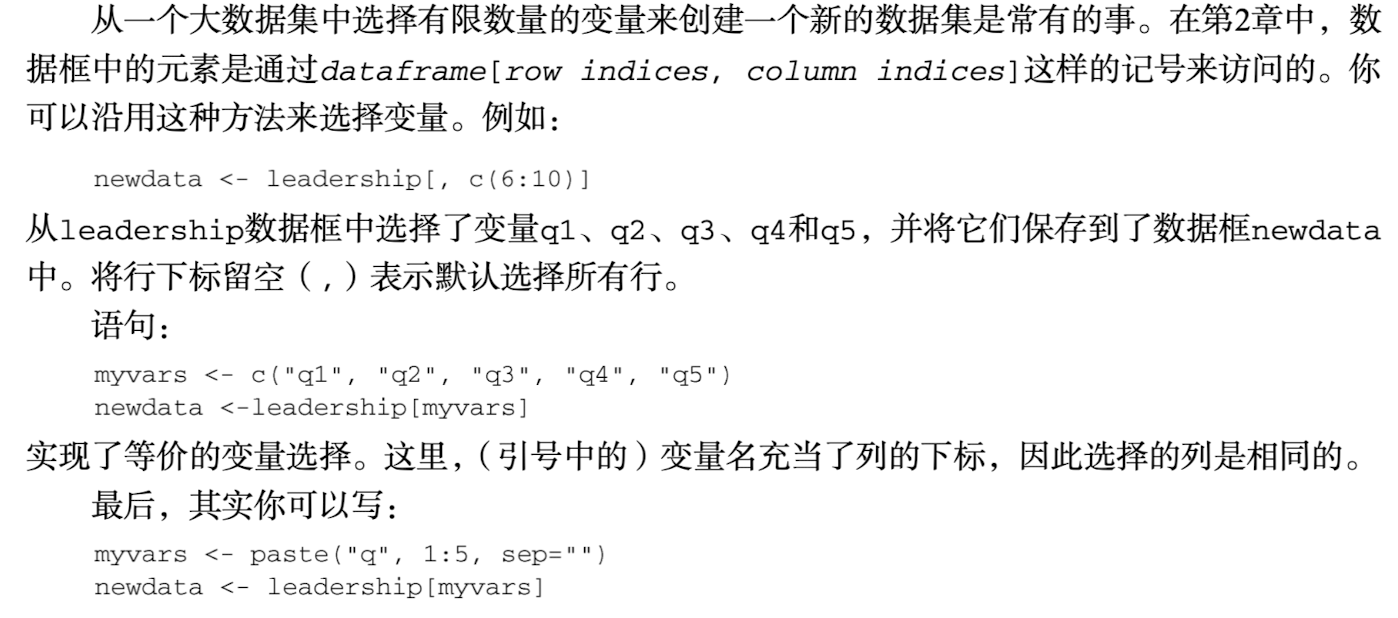 从一个大数据集中选择有限数量的变量来创建一个新的数据集是常有的事。在第2章中，数
据框中的元素是通过dataframe[row indices, column indices]这样的记号来访问的。你
可以沿用这种方法来选择变量。例如：
newdata <- leadership[, c(6:10)]
从leadership数据框中选择了变量q1、q2、q3、q4和q5，并将它们保存到了数据框newdata
中。将行下标留空（,）表示默认选择所有行。
语句：
myvars <- c("q1", "q2", "q3", "q4", "q5")
newdata <-leadership[myvars]
实现了等价的变量选择。这里，（引号中的）变量名充当了列的下标，因此选择的列是相同的。
最后，其实你可以写：
myvars <- paste("q", 1:5, sep="")
newdata <- leadership[myvars]